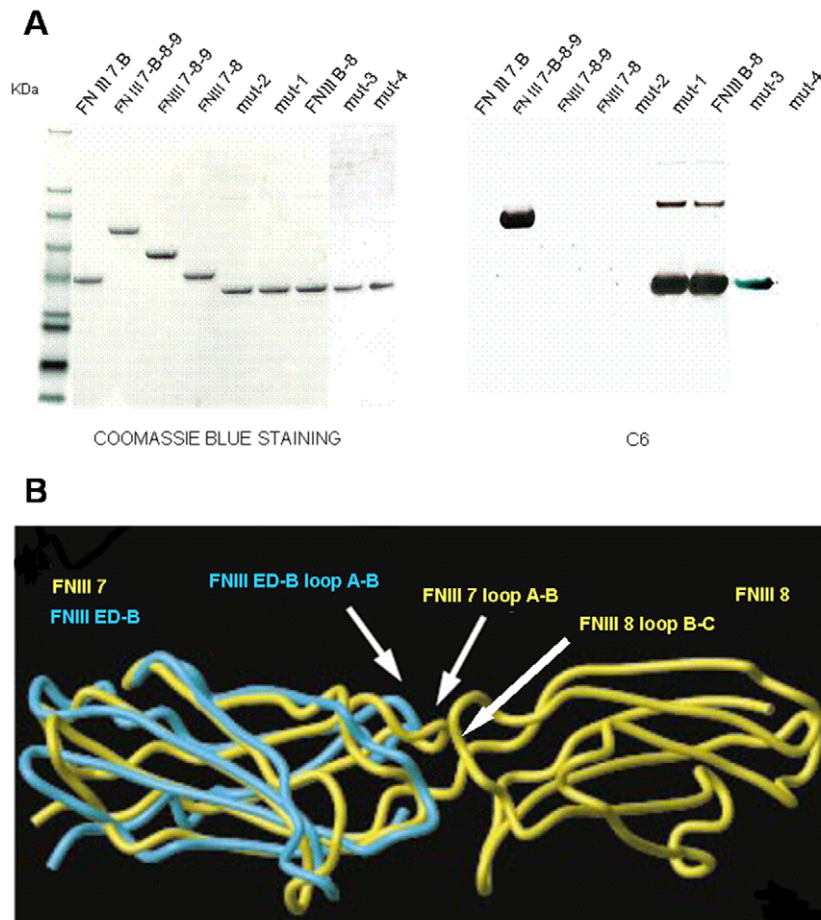 A
KDa
FN III 7.B
FN III 7-B-8-9
FNIII 7-8-9
FNIII 7-8
mut-2
mut-1
FNIII B-8
mut-3
mut-4
FN III 7.B
FN III 7-B-8-9
FNIII 7-8-9
FNIII 7-8
mut-2
mut-1
FNIII B-8
mut-3
mut-4
COOMASSIE BLUE STAINING
C6
B
FNIII 7
FNIII ED-B
FNIII ED-B loop A-B
FNIII 7 loop A-B
FNIII 8 loop B-C
FNIII 8